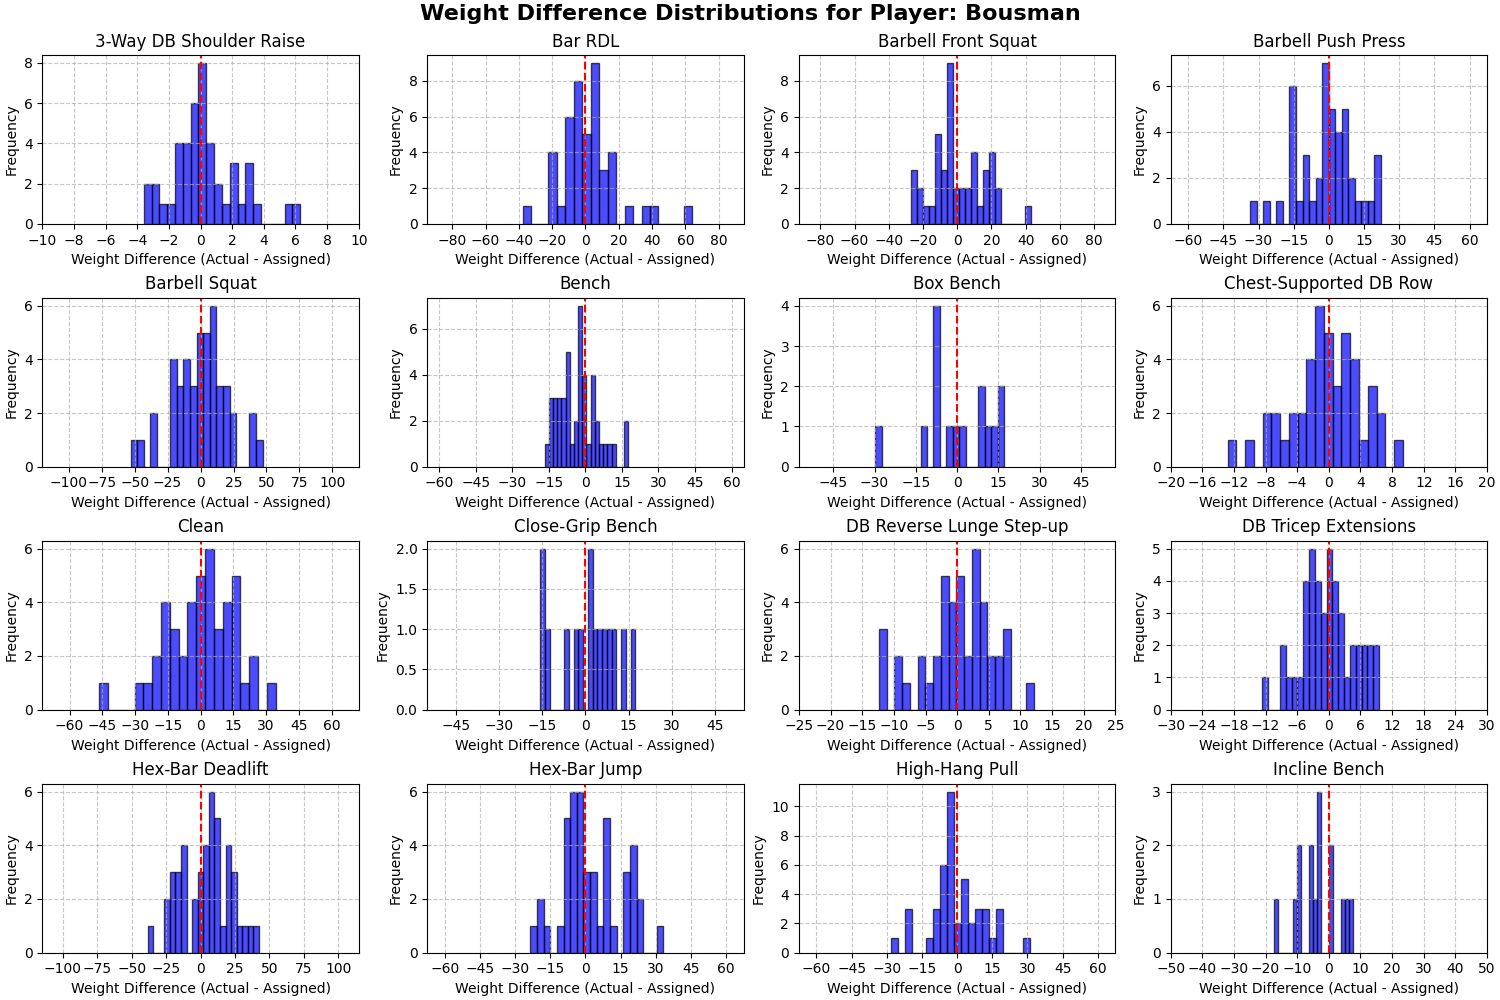 Weight Difference Distributions for Player: Bousman
3-Way DB Shoulder Raise
Frequency
0 2 4 6 8
−10 −8 −6 −4 −2 0 2 4 6 8 10
Weight Difference (Actual - Assigned)
Bar RDL
Frequency
0 2 4 6 8
−80 −60 −40 −20 0 20 40 60 80
Weight Difference (Actual - Assigned)
Barbell Front Squat
Frequency
0 2 4 6 8
−80 −60 −40 −20 0 20 40 60 80
Weight Difference (Actual - Assigned)
Barbell Push Press
Frequency
0 2 4 6
−60 −45 −30 −15 0 15 30 45 60
Weight Difference (Actual - Assigned)
Barbell Squat
Frequency
0 2 4 6
−100 −75 −50 −25 0 25 50 75 100
Weight Difference (Actual - Assigned)
Bench
Frequency
0 2 4 6
−60 −45 −30 −15 0 15 30 45 60
Weight Difference (Actual - Assigned)
Box Bench
Frequency
0 1 2 3 4
−45 −30 −15 0 15 30 45
Weight Difference (Actual - Assigned)
Chest-Supported DB Row
Frequency
0 2 4 6
−20 −16 −12 −8 −4 0 4 8 12 16 20
Weight Difference (Actual - Assigned)
Clean
Frequency
0 2 4 6
−60 −45 −30 −15 0 15 30 45 60
Weight Difference (Actual - Assigned)
Close-Grip Bench
Frequency
0.0 0.5 1.0 1.5 2.0
−45 −30 −15 0 15 30 45
Weight Difference (Actual - Assigned)
DB Reverse Lunge Step-up
Frequency
0 2 4 6
−25 −20 −15 −10 −5 0 5 10 15 20 25
Weight Difference (Actual - Assigned)
DB Tricep Extensions
Frequency
0 1 2 3 4 5
−30 −24 −18 −12 −6 0 6 12 18 24 30
Weight Difference (Actual - Assigned)
Hex-Bar Deadlift
Frequency
0 2 4 6
−100 −75 −50 −25 0 25 50 75 100
Weight Difference (Actual - Assigned)
Hex-Bar Jump
Frequency
0 2 4 6
−60 −45 −30 −15 0 15 30 45 60
Weight Difference (Actual - Assigned)
High-Hang Pull
Frequency
0 2 4 6 8 10
−60 −45 −30 −15 0 15 30 45 60
Weight Difference (Actual - Assigned)
Incline Bench
Frequency
0 1 2 3
−50 −40 −30 −20 −10 0 10 20 30 40 50
Weight Difference (Actual - Assigned)